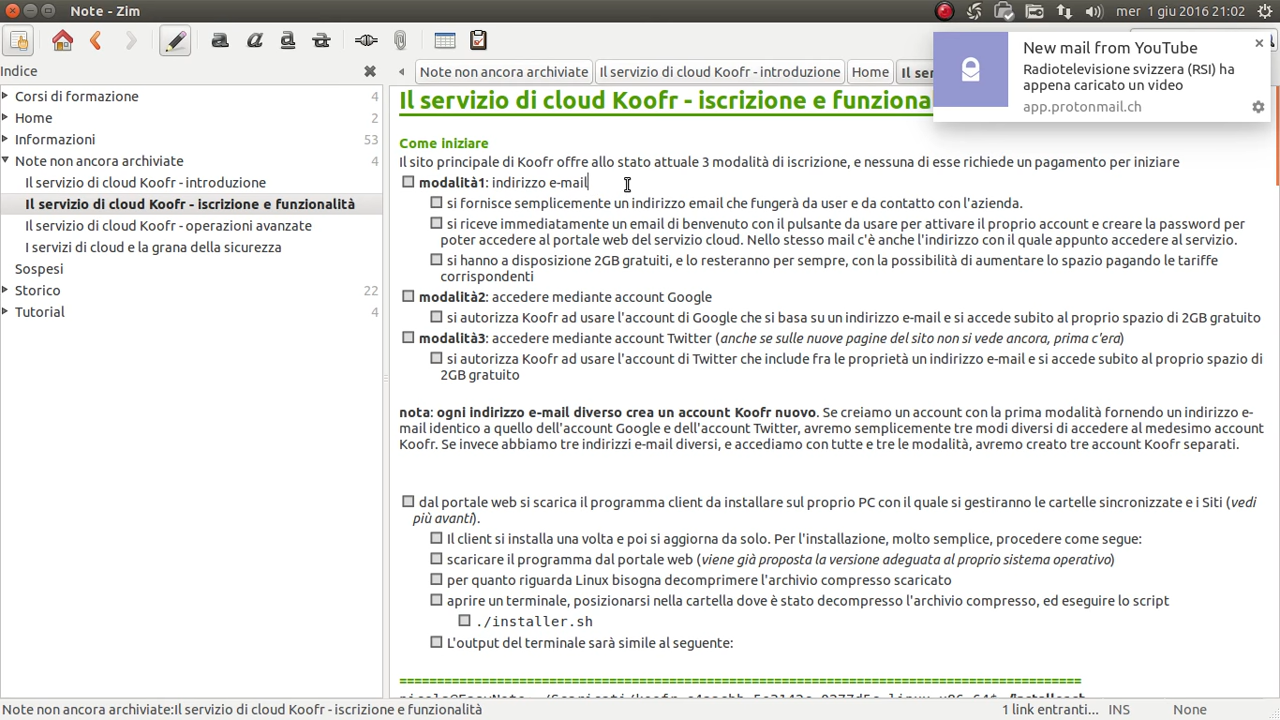 Note - Zim
mer 1 giu 2016 21:02
Indice
Corsi di formazione 4
Home 2
Informazioni 53
Note non ancora archiviate 4
Il servizio di cloud Koofr - introduzione
Il servizio di cloud Koofr - iscrizione e funzionalità
Il servizio di cloud Koofr - operazioni avanzate
I servizi di cloud e la grana della sicurezza
Sospesi
Storico 22
Tutorial 4
Note non ancora archiviate
Il servizio di cloud Koofr - introduzione
Home
Il ser
New mail from YouTube
Radiotelevisione svizzera (RSI) ha
appena caricato un video
app.protonmail.ch
Il servizio di cloud Koofr - iscrizione e funziona
Come iniziare
Il sito principale di Koofr offre allo stato attuale 3 modalità di iscrizione, e nessuna di esse richiede un pagamento per iniziare
modalità1: indirizzo e-mail
si fornisce semplicemente un indirizzo email che fungerà da user e da contatto con l'azienda.
si riceve immediatamente un email di benvenuto con il pulsante da usare per attivare il proprio account e creare la password per
poter accedere al portale web del servizio cloud. Nello stesso mail c'è anche l'indirizzo con il quale appunto accedere al servizio.
si hanno a disposizione 2GB gratuiti, e lo resteranno per sempre, con la possibilità di aumentare lo spazio pagando le tariffe
corrispondenti
modalità2: accedere mediante account Google
si autorizza Koofr ad usare l'account di Google che si basa su un indirizzo e-mail e si accede subito al proprio spazio di 2GB gratuito
modalità3: accedere mediante account Twitter (anche se sulle nuove pagine del sito non si vede ancora, prima c'era)
si autorizza Koofr ad usare l'account di Twitter che include fra le proprietà un indirizzo e-mail e si accede subito al proprio spazio di
2GB gratuito
nota: ogni indirizzo e-mail diverso crea un account Koofr nuovo. Se creiamo un account con la prima modalità fornendo un indirizzo e-
mail identico a quello dell'account Google e dell'account Twitter, avremo semplicemente tre modi diversi di accedere al medesimo account
Koofr. Se invece abbiamo tre indirizzi e-mail diversi, e accediamo con tutte e tre le modalità, avremo creato tre account Koofr separati.
dal portale web si scarica il programma client da installare sul proprio PC con il quale si gestiranno le cartelle sincronizzate e i Siti (vedi
più avanti).
Il client si installa una volta e poi si aggiorna da solo. Per l'installazione, molto semplice, procedere come segue:
scaricare il programma dal portale web (viene già proposta la versione adeguata al proprio sistema operativo)
per quanto riguarda Linux bisogna decomprimere l'archivio compresso scaricato
aprire un terminale, posizionarsi nella cartella dove è stato decompresso l'archivio compresso, ed eseguire lo script
./installer.sh
L'output del terminale sarà simile al seguente:
Note non ancora archiviate:Il servizio di cloud Koofr - iscrizione e funzionalità
1 link entranti... INS None